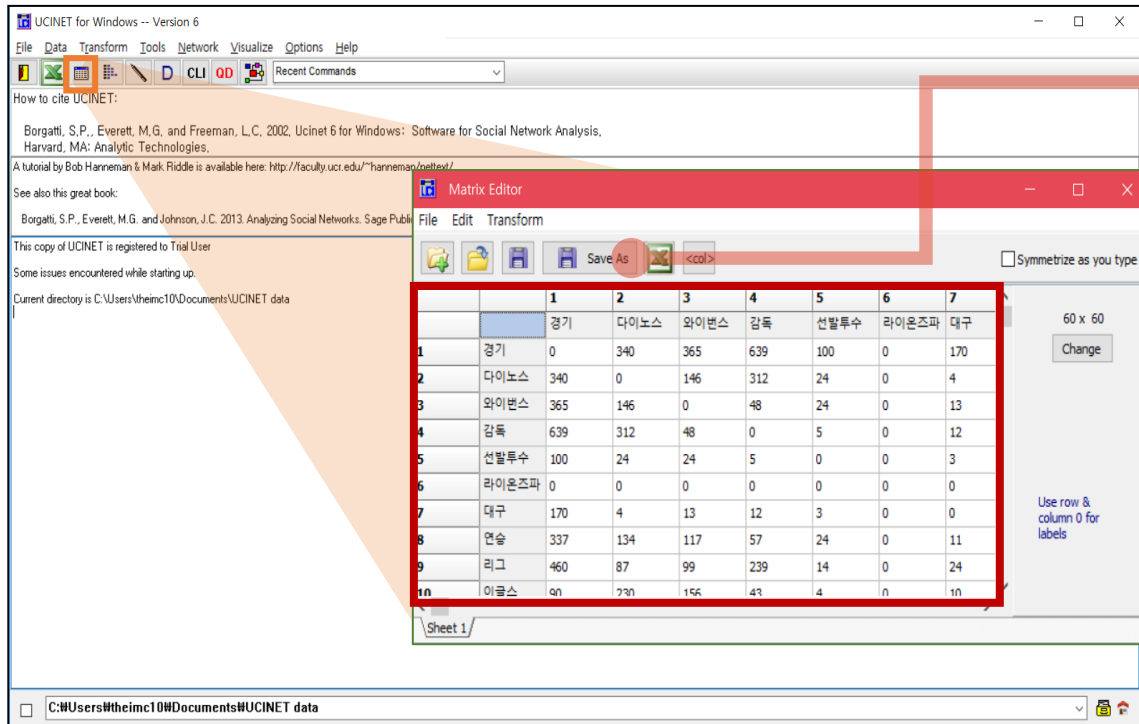 UCINET for Windows -- Version 6
File Data Transform Tools Network Visualize Options Help
CLI QD Recent Commands
How to cite UCINET:
Borgatti, S.P., Everett, M.G. and Freeman, L.C. 2002. Ucinet 6 for Windows: Software for Social Network Analysis.
Harvard, MA: Analytic Technologies.
A tutorial by Bob Hanneman & Mark Riddle is available here: http://faculty.ucr.edu/~hanneman/nettext/
See also this great book:
Borgatti, S.P., Everett, M.G. and Johnson, J.C. 2013. Analyzing Social Networks. Sage Publi
This copy of UCINET is registered to Trial User
Some issues encountered while starting up.
Current directory is C:\Users\theimc10\Documents\UCINET data
Matrix Editor
File Edit Transform
Save As <col>
Symmetrize as you type
1 2 3 4 5 6 7
경기 다이노스 와이번스 감독 선발투수 라이온즈파 대구
1 경기 0 340 365 639 100 0 170
2 다이노스 340 0 146 312 24 0 4
3 와이번스 365 146 0 48 24 0 13
4 감독 639 312 48 0 5 0 12
5 선발투수 100 24 24 5 0 0 3
6 라이온즈파 0 0 0 0 0 0 0
7 대구 170 4 13 12 3 0 0
8 연승 337 134 117 57 24 0 11
9 리그 460 87 99 239 14 0 24
10 이글스 90 230 156 43 4 0 10
60 x 60
Change
Use row &
column 0 for
labels
Sheet 1
C:₩Users₩theimc10₩Documents₩UCINET data